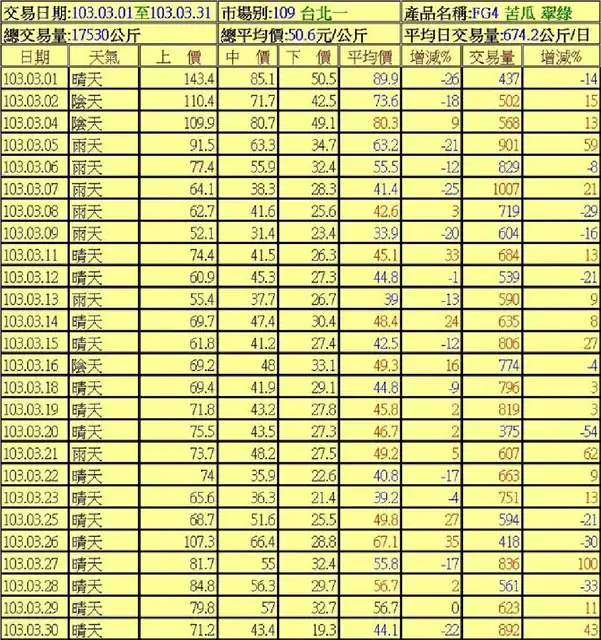 交易日期:103.03.01至103.03.31 市場別:109 台北一 產品名稱:FG4 苦瓜 翠綠
總交易量:17530公斤 總平均價:50.6元/公斤 平均日交易量:674.2公斤/日
日期 天氣 上 價 中 價 下 價 平均價 增減% 交易量 增減%
103.03.01 晴天 143.4 85.1 50.5 89.9 -26 437 -14
103.03.02 陰天 110.4 71.7 42.5 73.6 -18 502 15
103.03.04 陰天 109.9 80.7 49.1 80.3 9 568 13
103.03.05 雨天 91.5 63.3 34.7 63.2 -21 901 59
103.03.06 雨天 77.4 55.9 32.4 55.5 -12 829 -8
103.03.07 雨天 64.1 38.3 28.3 41.4 -25 1007 21
103.03.08 雨天 62.7 41.6 25.6 42.6 3 719 -29
103.03.09 雨天 52.1 31.4 23.4 33.9 -20 604 -16
103.03.11 晴天 74.4 41.5 26.3 45.1 33 684 13
103.03.12 晴天 60.9 45.3 27.3 44.8 -1 539 -21
103.03.13 雨天 55.4 37.7 26.7 39 -13 590 9
103.03.14 晴天 69.7 47.4 30.4 48.4 24 635 8
103.03.15 晴天 61.8 41.2 27.4 42.5 -12 806 27
103.03.16 陰天 69.2 48 33.1 49.3 16 774 -4
103.03.18 晴天 69.4 41.9 29.1 44.8 -9 796 3
103.03.19 晴天 71.8 43.2 27.8 45.8 2 819 3
103.03.20 晴天 75.5 43.5 27.3 46.7 2 375 -54
103.03.21 雨天 73.7 48.2 27.5 49.2 5 607 62
103.03.22 晴天 74 35.9 22.6 40.8 -17 663 9
103.03.23 晴天 65.6 36.3 21.4 39.2 -4 751 13
103.03.25 晴天 68.7 51.6 25.5 49.8 27 594 -21
103.03.26 晴天 107.3 66.4 28.8 67.1 35 418 -30
103.03.27 晴天 81.7 55 32.4 55.8 -17 836 100
103.03.28 晴天 84.8 56.3 29.7 56.7 2 561 -33
103.03.29 晴天 79.8 57 32.7 56.7 0 623 11
103.03.30 晴天 71.2 43.4 19.3 44.1 -22 892 43